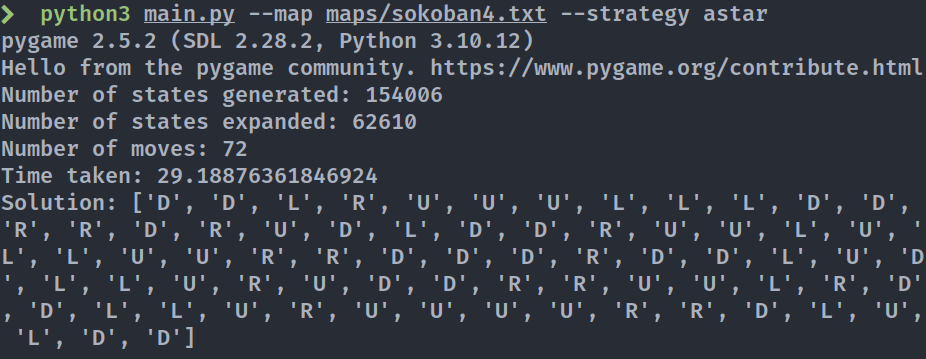 ❯ python3 main.py --map maps/sokoban4.txt --strategy astar
pygame 2.5.2 (SDL 2.28.2, Python 3.10.12)
Hello from the pygame community. https://www.pygame.org/contribute.html
Number of states generated: 154006
Number of states expanded: 62610
Number of moves: 72
Time taken: 29.18876361846924
Solution: ['D', 'D', 'L', 'R', 'U', 'U', 'U', 'L', 'L', 'L', 'D', 'D',
'R', 'R', 'D', 'R', 'U', 'D', 'L', 'D', 'D', 'R', 'U', 'U', 'L', 'U', '
L', 'L', 'U', 'U', 'R', 'R', 'D', 'D', 'D', 'R', 'D', 'D', 'L', 'U', 'D
', 'L', 'L', 'U', 'R', 'U', 'D', 'D', 'R', 'R', 'U', 'U', 'L', 'R', 'D'
, 'D', 'L', 'L', 'U', 'R', 'U', 'U', 'U', 'U', 'R', 'R', 'D', 'L', 'U',
'L', 'D', 'D']